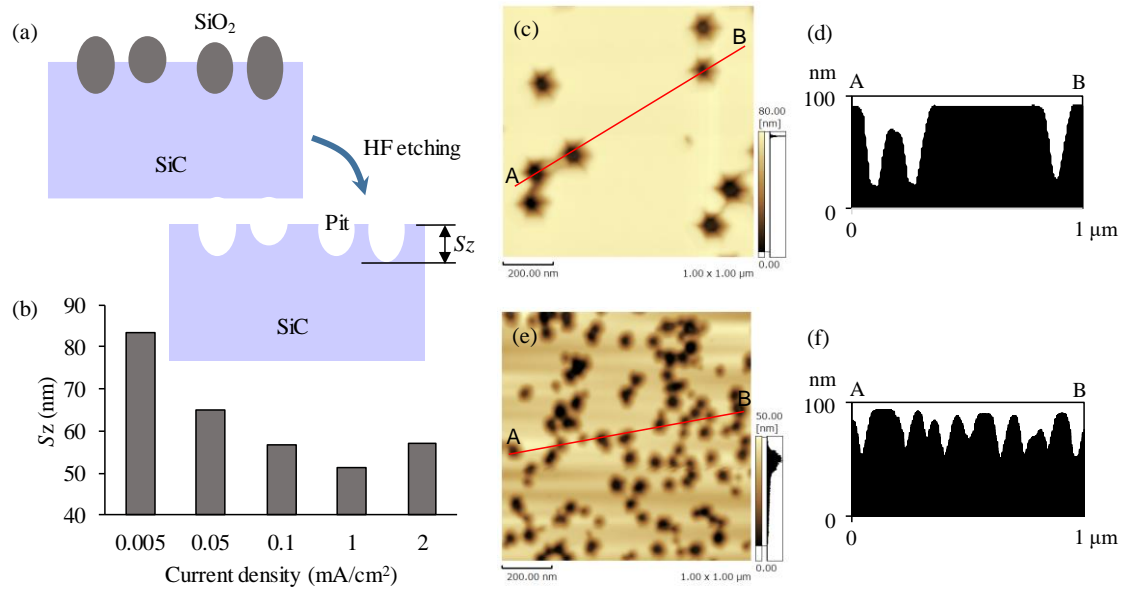 (a)
SiO₂
SiC
HF etching
Pit
Sz
SiC
(b)
90
80
70
60
50
40
Sz (nm)
0.005 0.05 0.1 1 2
Current density (mA/cm²)
(c)
A
B
80.00
[nm]
0.00
200.00 nm
1.00 x 1.00 µm
(d)
nm
A B
100
0
0 1 µm
(e)
A
B
50.00
[nm]
0.00
200.00 nm
1.00 x 1.00 µm
(f)
nm
A B
100
0
0 1 µm